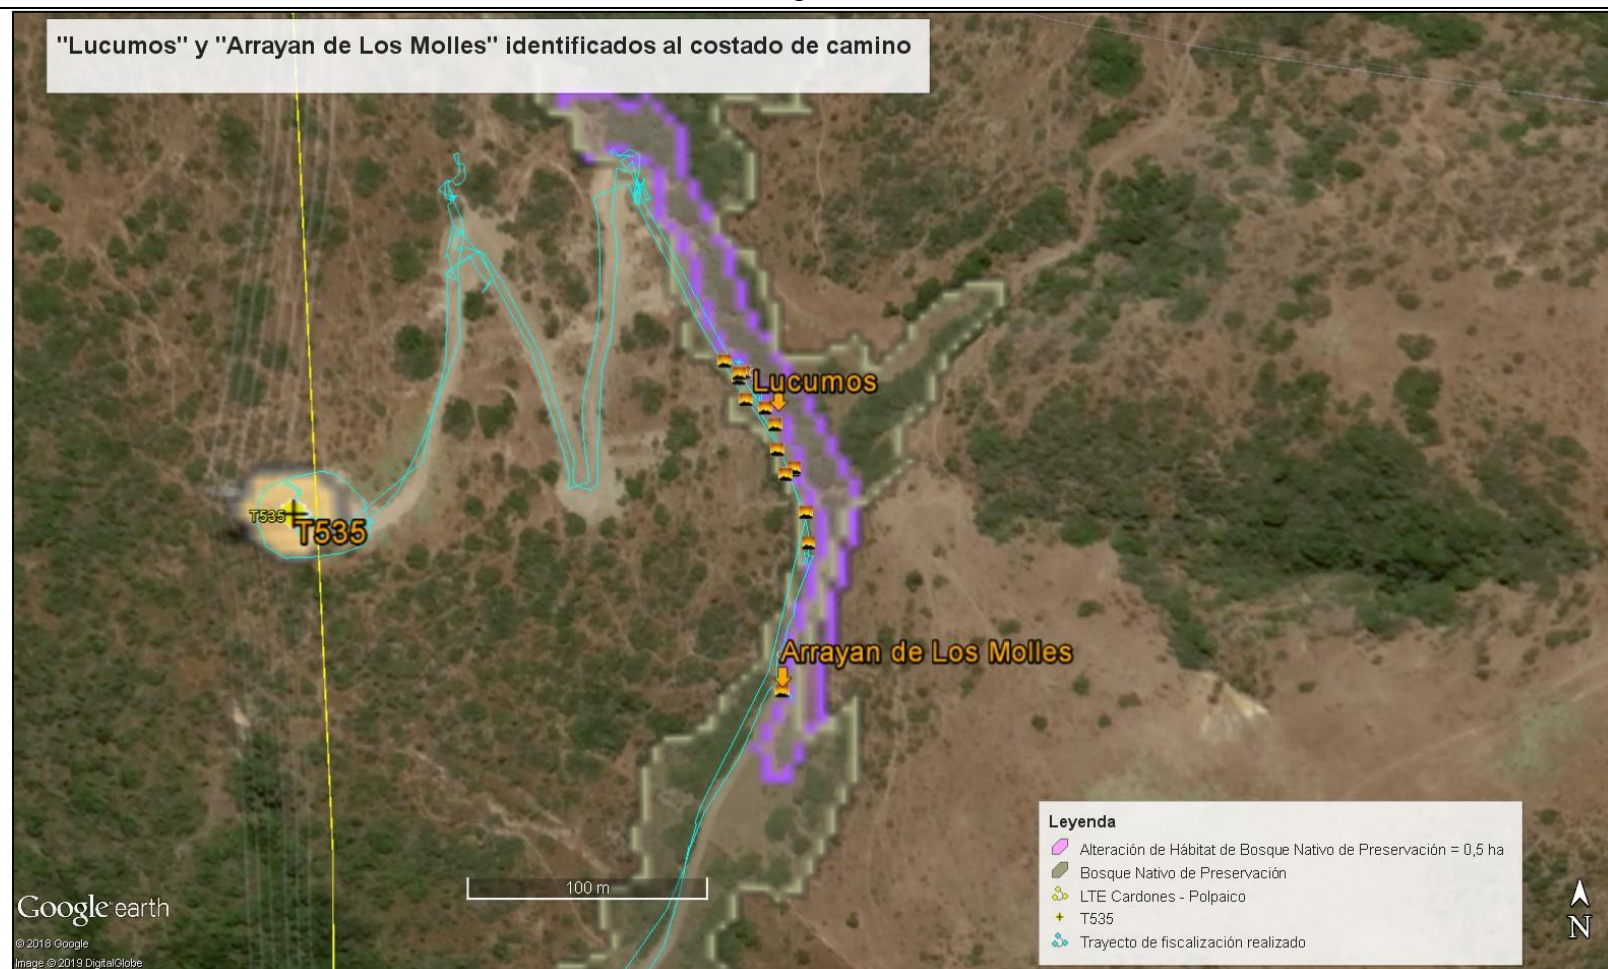 "Lucumos" y "Arrayan de Los Molles" identificados al costado de camino
Lucumos
T535
T535
Arrayan de Los Molles
Leyenda
Alteración de Hábitat de Bosque Nativo de Preservación = 0,5 ha
Bosque Nativo de Preservación
LTE Cardones - Polpaico
T535
Trayecto de fiscalización realizado
100 m
Google earth
© 2018 Google
Image © 2019 DigitalGlobe
N